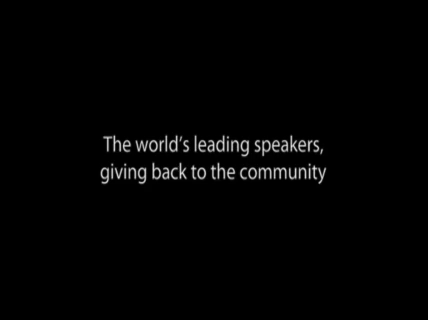 The world's leading speakers,
giving back to the community